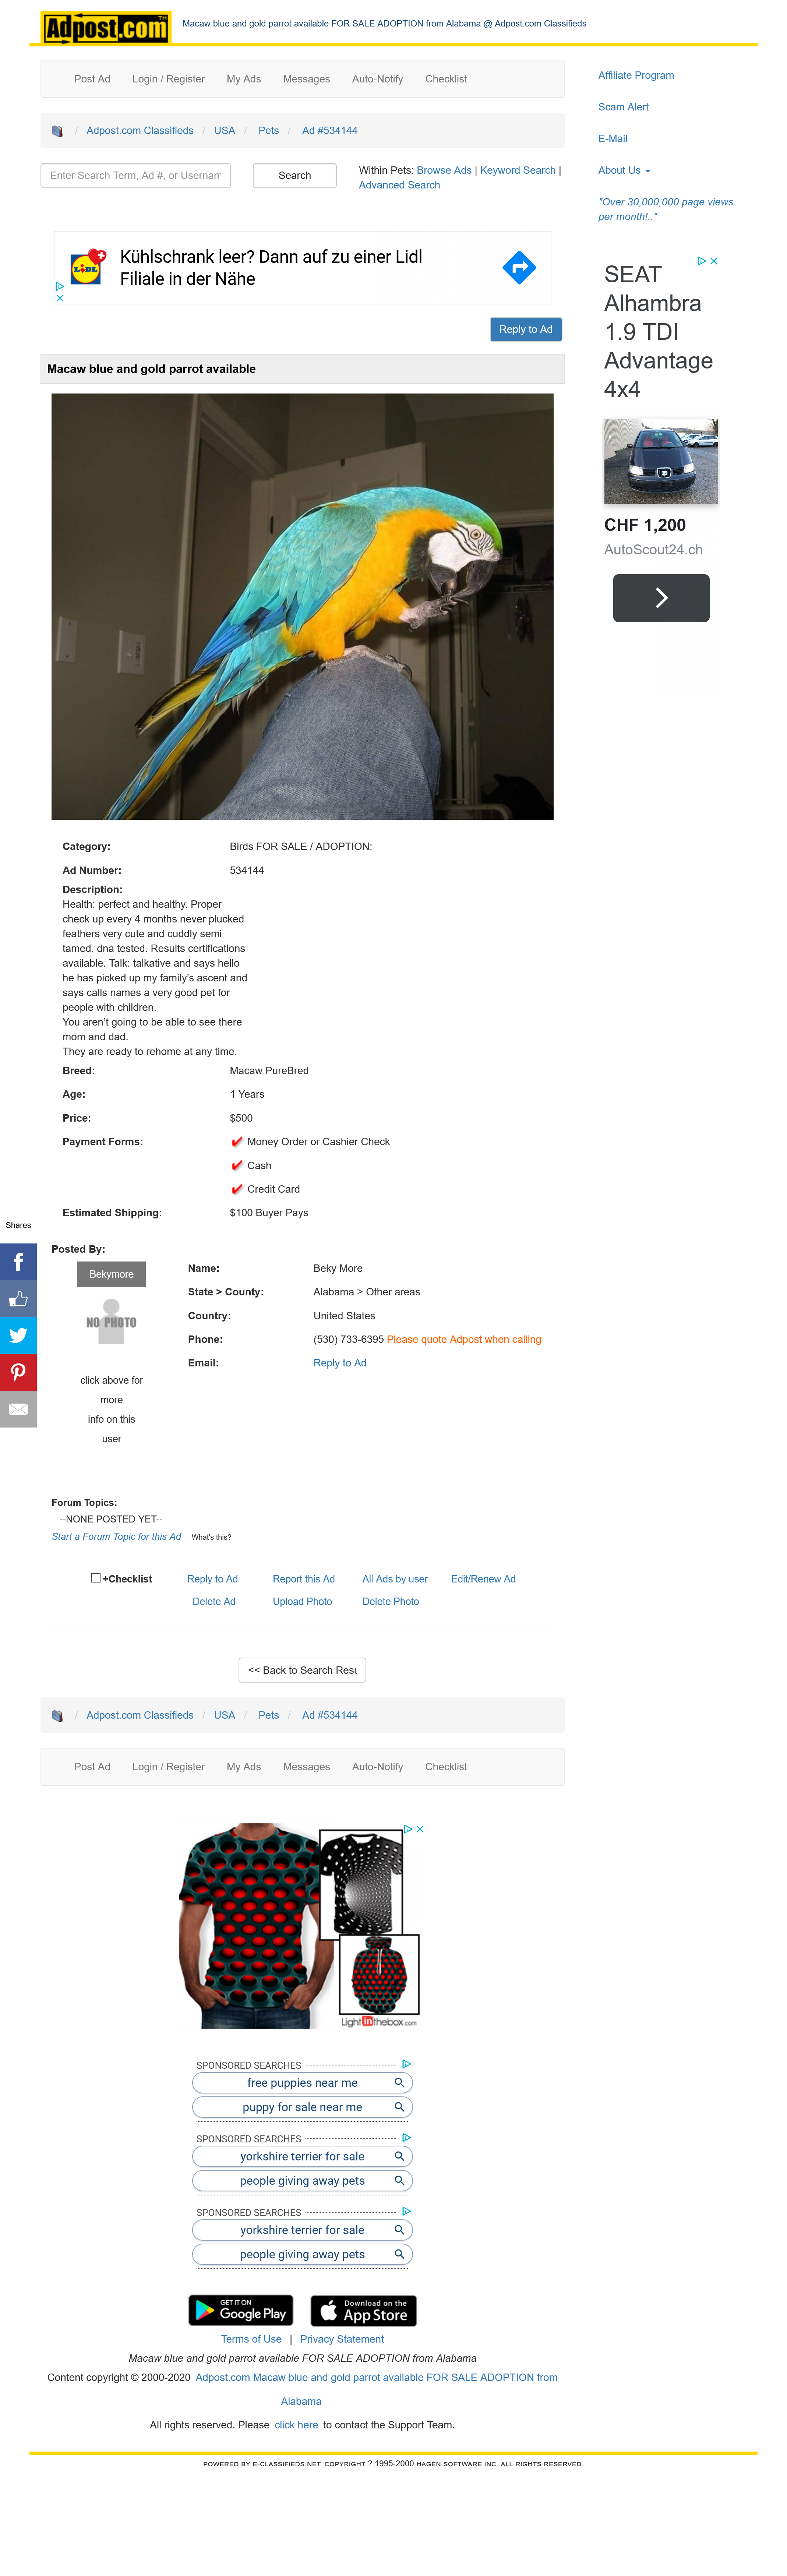 Adpost.com TM
Macaw blue and gold parrot available FOR SALE ADOPTION from Alabama @ Adpost.com Classifieds
Post Ad Login / Register My Ads Messages Auto-Notify Checklist
/ Adpost.com Classifieds / USA / Pets / Ad #534144
Enter Search Term, Ad #, or Usernam
Search
Within Pets: Browse Ads | Keyword Search |
Advanced Search
Affiliate Program
Scam Alert
E-Mail
About Us
"Over 30,000,000 page views
per month!.."
LIDL
Kühlschrank leer? Dann auf zu einer Lidl
Filiale in der Nähe
Reply to Ad
SEAT
Alhambra
1.9 TDI
Advantage
4x4
CHF 1,200
AutoScout24.ch
Macaw blue and gold parrot available
Category: Birds FOR SALE / ADOPTION:
Ad Number: 534144
Description:
Health: perfect and healthy. Proper
check up every 4 months never plucked
feathers very cute and cuddly semi
tamed. dna tested. Results certifications
available. Talk: talkative and says hello
he has picked up my family's ascent and
says calls names a very good pet for
people with children.
You aren't going to be able to see there
mom and dad.
They are ready to rehome at any time.
Breed: Macaw PureBred
Age: 1 Years
Price: $500
Payment Forms: Money Order or Cashier Check
Cash
Credit Card
Estimated Shipping: $100 Buyer Pays
Shares
Posted By:
Bekymore
NO PHOTO
click above for
more
info on this
user
Name: Beky More
State > County: Alabama > Other areas
Country: United States
Phone: (530) 733-6395 Please quote Adpost when calling
Email: Reply to Ad
Forum Topics:
--NONE POSTED YET--
Start a Forum Topic for this Ad What's this?
+Checklist Reply to Ad Report this Ad All Ads by user Edit/Renew Ad
Delete Ad Upload Photo Delete Photo
<< Back to Search Resu
/ Adpost.com Classifieds / USA / Pets / Ad #534144
Post Ad Login / Register My Ads Messages Auto-Notify Checklist
Light in the box.com
SPONSORED SEARCHES
free puppies near me
puppy for sale near me
SPONSORED SEARCHES
yorkshire terrier for sale
people giving away pets
SPONSORED SEARCHES
yorkshire terrier for sale
people giving away pets
GET IT ON
Google Play
Download on the
App Store
Terms of Use | Privacy Statement
Macaw blue and gold parrot available FOR SALE ADOPTION from Alabama
Content copyright © 2000-2020 Adpost.com Macaw blue and gold parrot available FOR SALE ADOPTION from
Alabama
All rights reserved. Please click here to contact the Support Team.
POWERED BY E-CLASSIFIEDS.NET. COPYRIGHT ? 1995-2000 HAGEN SOFTWARE INC. ALL RIGHTS RESERVED.